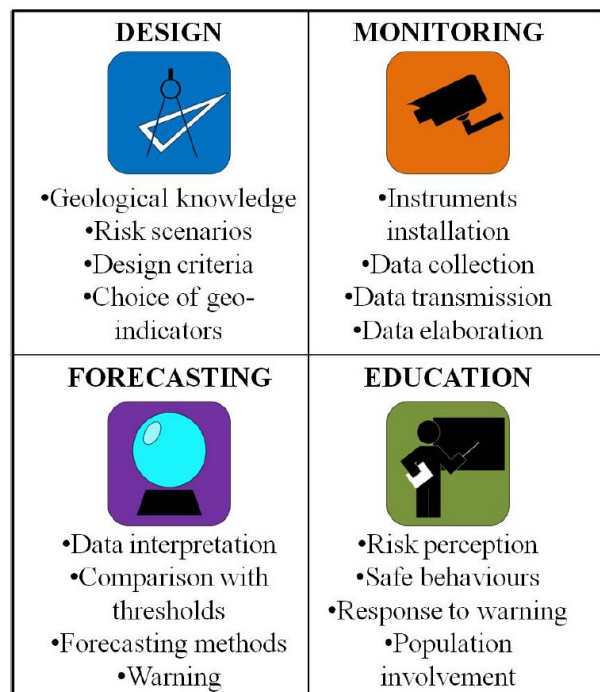 DESIGN
•Geological knowledge
•Risk scenarios
•Design criteria
•Choice of geo-
indicators
MONITORING
•Instruments
installation
•Data collection
•Data transmission
•Data elaboration
FORECASTING
•Data interpretation
•Comparison with
thresholds
•Forecasting methods
•Warning
EDUCATION
•Risk perception
•Safe behaviours
•Response to warning
•Population
involvement